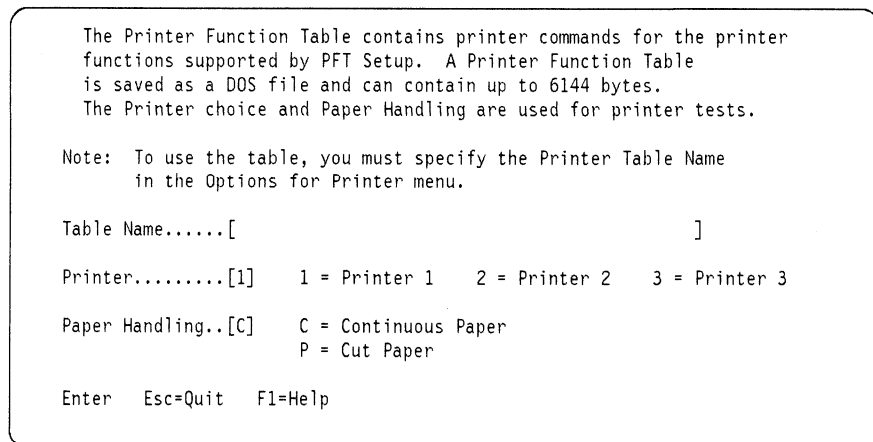 The Printer Function Table contains printer commands for the printer
functions supported by PFT Setup. A Printer Function Table
is saved as a DOS file and can contain up to 6144 bytes.
The Printer choice and Paper Handling are used for printer tests.
Note: To use the table, you must specify the Printer Table Name
in the Options for Printer menu.
Table Name......[ ]
Printer.........[1] 1 = Printer 1 2 = Printer 2 3 = Printer 3
Paper Handling..[C] C = Continuous Paper
P = Cut Paper
Enter Esc=Quit F1=Help